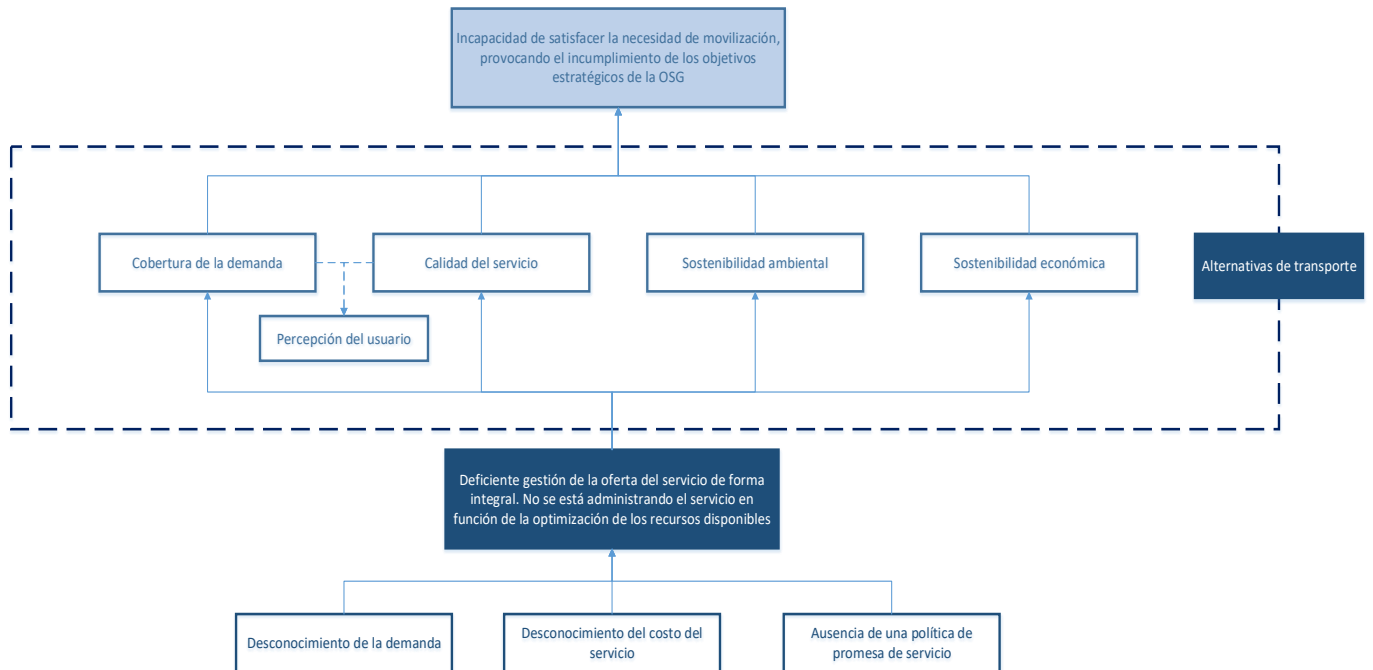 Incapacidad de satisfacer la necesidad de movilización,
provocando el incumplimiento de los objetivos
estratégicos de la OSG
Cobertura de la demanda
Calidad del servicio
Sostenibilidad ambiental
Sostenibilidad económica
Alternativas de transporte
Percepción del usuario
Deficiente gestión de la oferta del servicio de forma
integral. No se está administrando el servicio en
función de la optimización de los recursos disponibles
Desconocimiento de la demanda
Desconocimiento del costo del
servicio
Ausencia de una política de
promesa de servicio